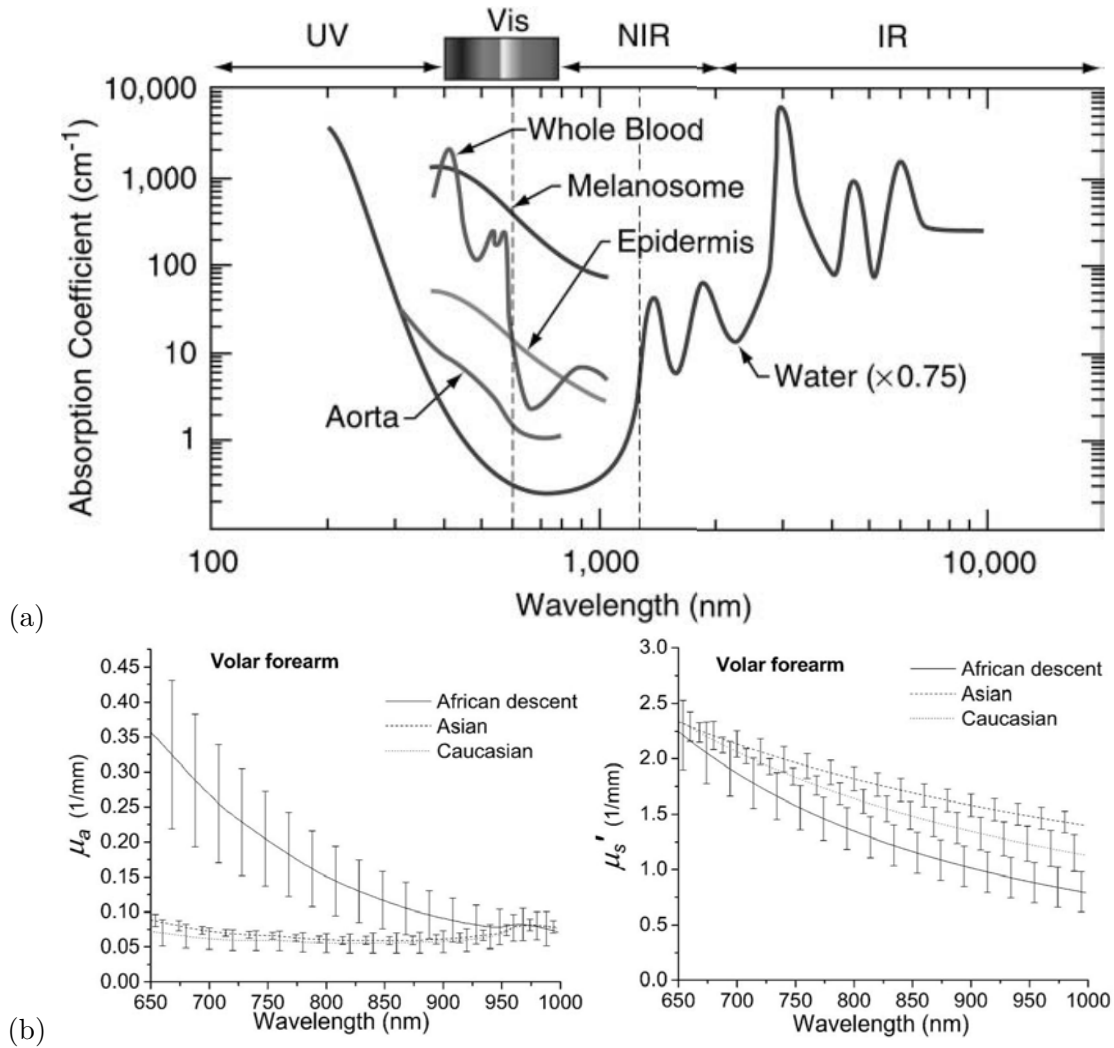 UV Vis NIR IR
10,000
1,000
100
10
1
Absorption Coefficient (cm⁻¹)
Whole Blood
Melanosome
Epidermis
Aorta
Water (×0.75)
100 1,000 10,000
Wavelength (nm)
(a)
Volar forearm
African descent
Asian
Caucasian
0.45
0.40
0.35
0.30
0.25
0.20
0.15
0.10
0.05
0.00
μa (1/mm)
650 700 750 800 850 900 950 1000
Wavelength (nm)
Volar forearm
African descent
Asian
Caucasian
3.0
2.5
2.0
1.5
1.0
0.5
0.0
μs' (1/mm)
650 700 750 800 850 900 950 1000
Wavelength (nm)
(b)